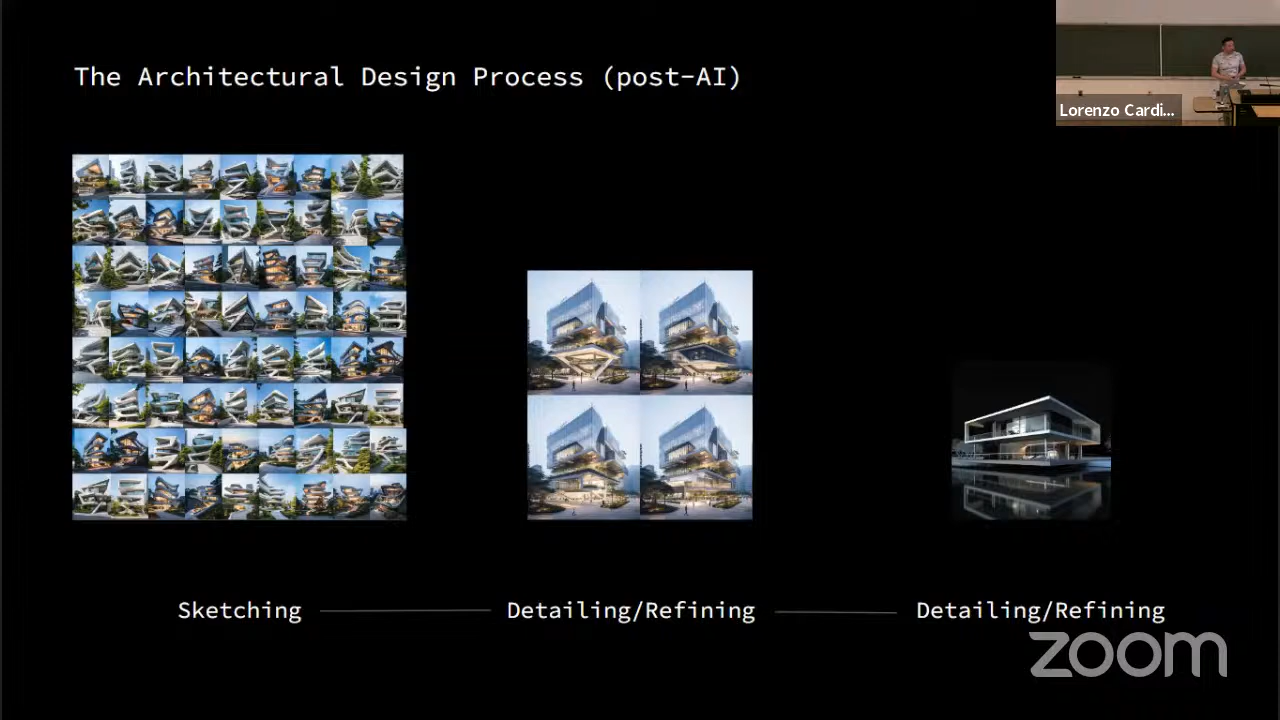 The Architectural Design Process (post-AI)
Lorenzo Cardi...
Sketching
Detailing/Refining
Detailing/Refining
zoom